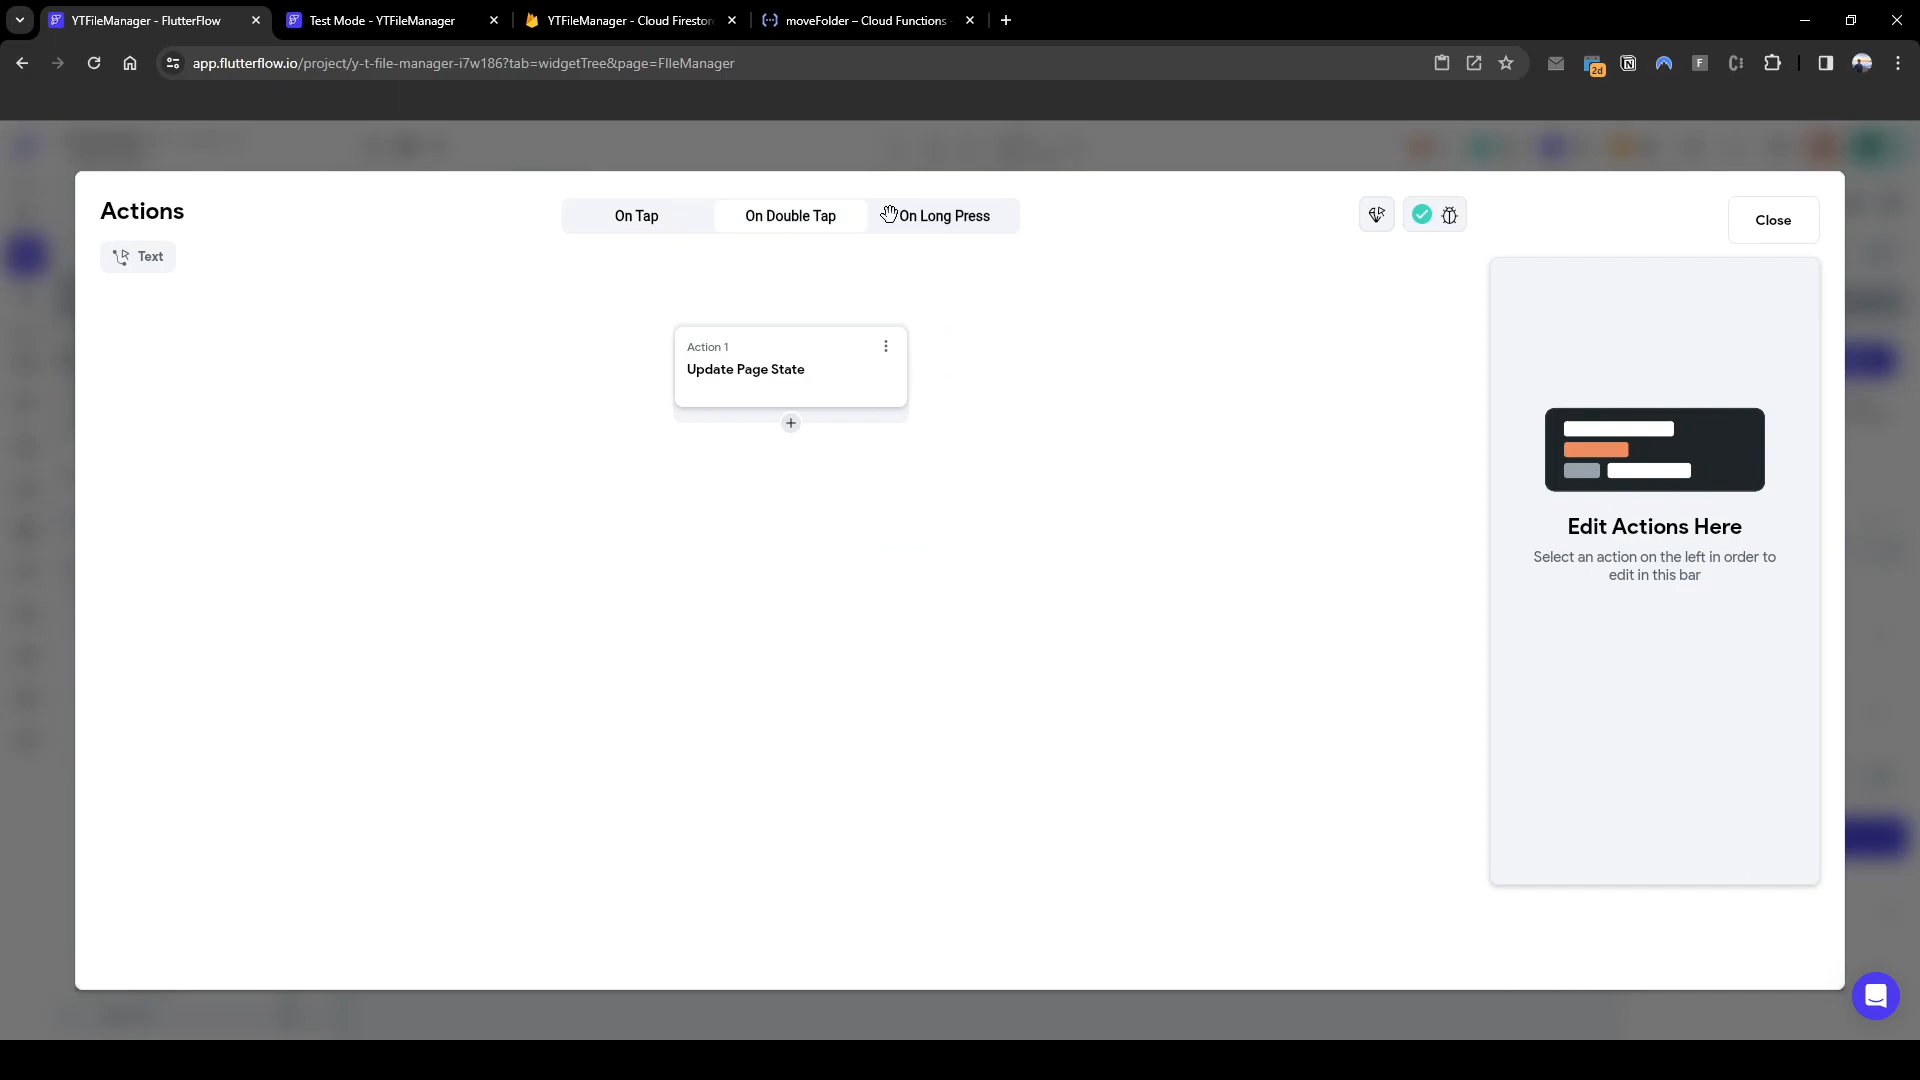 YTFileManager - FlutterFlow
Test Mode - YTFileManager
YTFileManager - Cloud Firestor
moveFolder – Cloud Functions
app.flutterflow.io/project/y-t-file-manager-i7w186?tab=widgetTree&page=FIleManager
2d
F
Actions
On Tap
On Double Tap
On Long Press
Close
Text
Action 1
Update Page State
Edit Actions Here
Select an action on the left in order to
edit in this bar